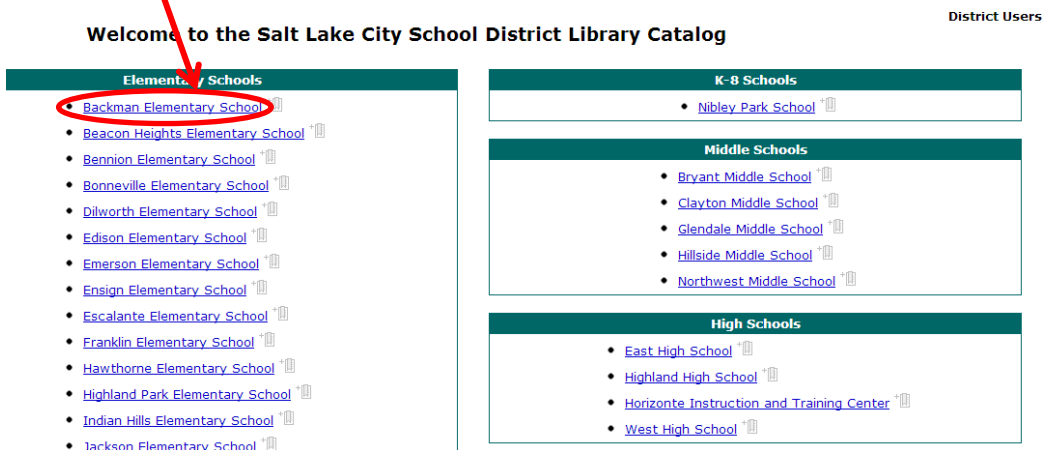 District Users
Welcome to the Salt Lake City School District Library Catalog
Elementary Schools
Backman Elementary School
Beacon Heights Elementary School
Bennion Elementary School
Bonneville Elementary School
Dilworth Elementary School
Edison Elementary School
Emerson Elementary School
Ensign Elementary School
Escalante Elementary School
Franklin Elementary School
Hawthorne Elementary School
Highland Park Elementary School
Indian Hills Elementary School
Jackson Elementary School
K-8 Schools
Nibley Park School
Middle Schools
Bryant Middle School
Clayton Middle School
Glendale Middle School
Hillside Middle School
Northwest Middle School
High Schools
East High School
Highland High School
Horizonte Instruction and Training Center
West High School